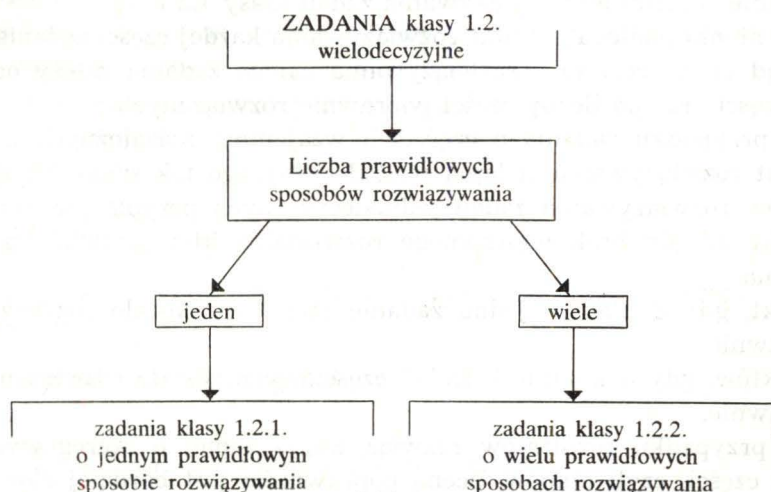 ZADANIA klasy 1.2.
wielodecyzyjne
Liczba prawidłowych
sposobów rozwiązywania
jeden
wiele
zadania klasy 1.2.1.
o jednym prawidłowym
sposobie rozwiązywania
zadania klasy 1.2.2.
o wielu prawidłowych
sposobach rozwiązywania